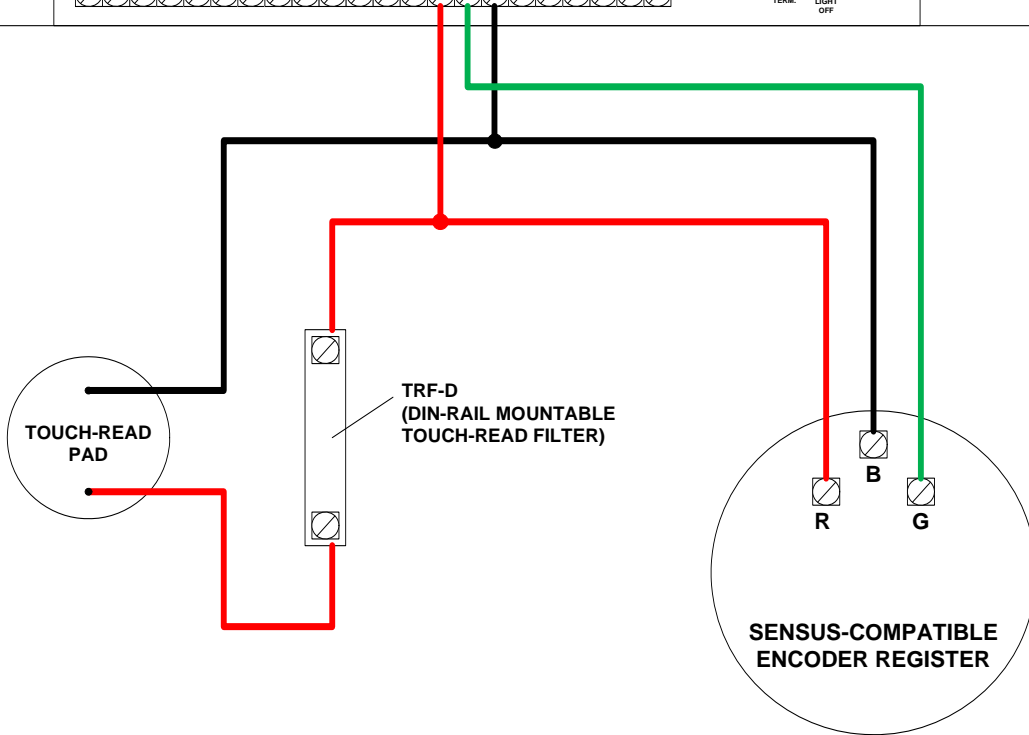 TERM.
LIGHT
OFF
TRF-D
(DIN-RAIL MOUNTABLE
TOUCH-READ FILTER)
TOUCH-READ
PAD
B
R
G
SENSUS-COMPATIBLE
ENCODER REGISTER